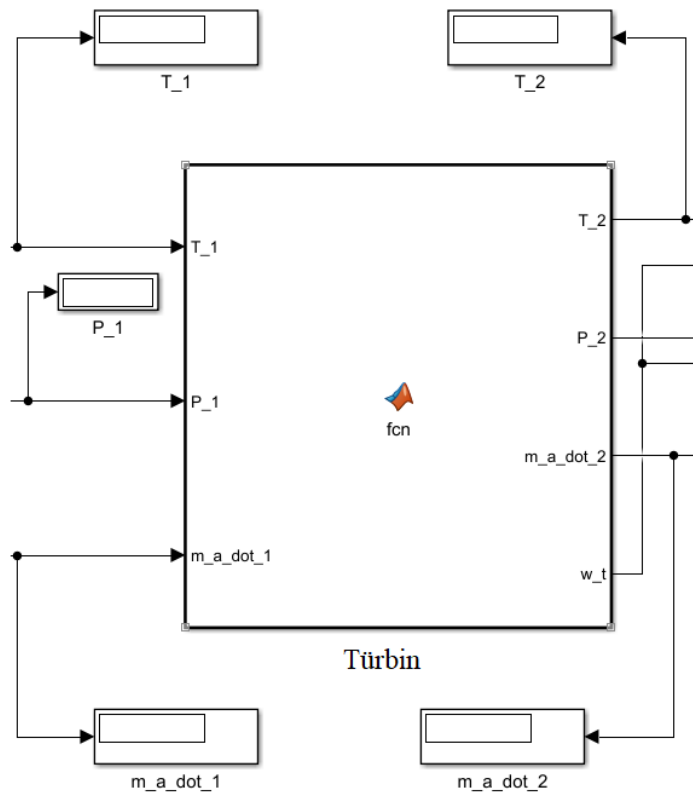 T_1
T_2
T_1
T_2
P_1
P_2
P_1
fcn
m_a_dot_2
m_a_dot_1
w_t
Türbin
m_a_dot_1
m_a_dot_2